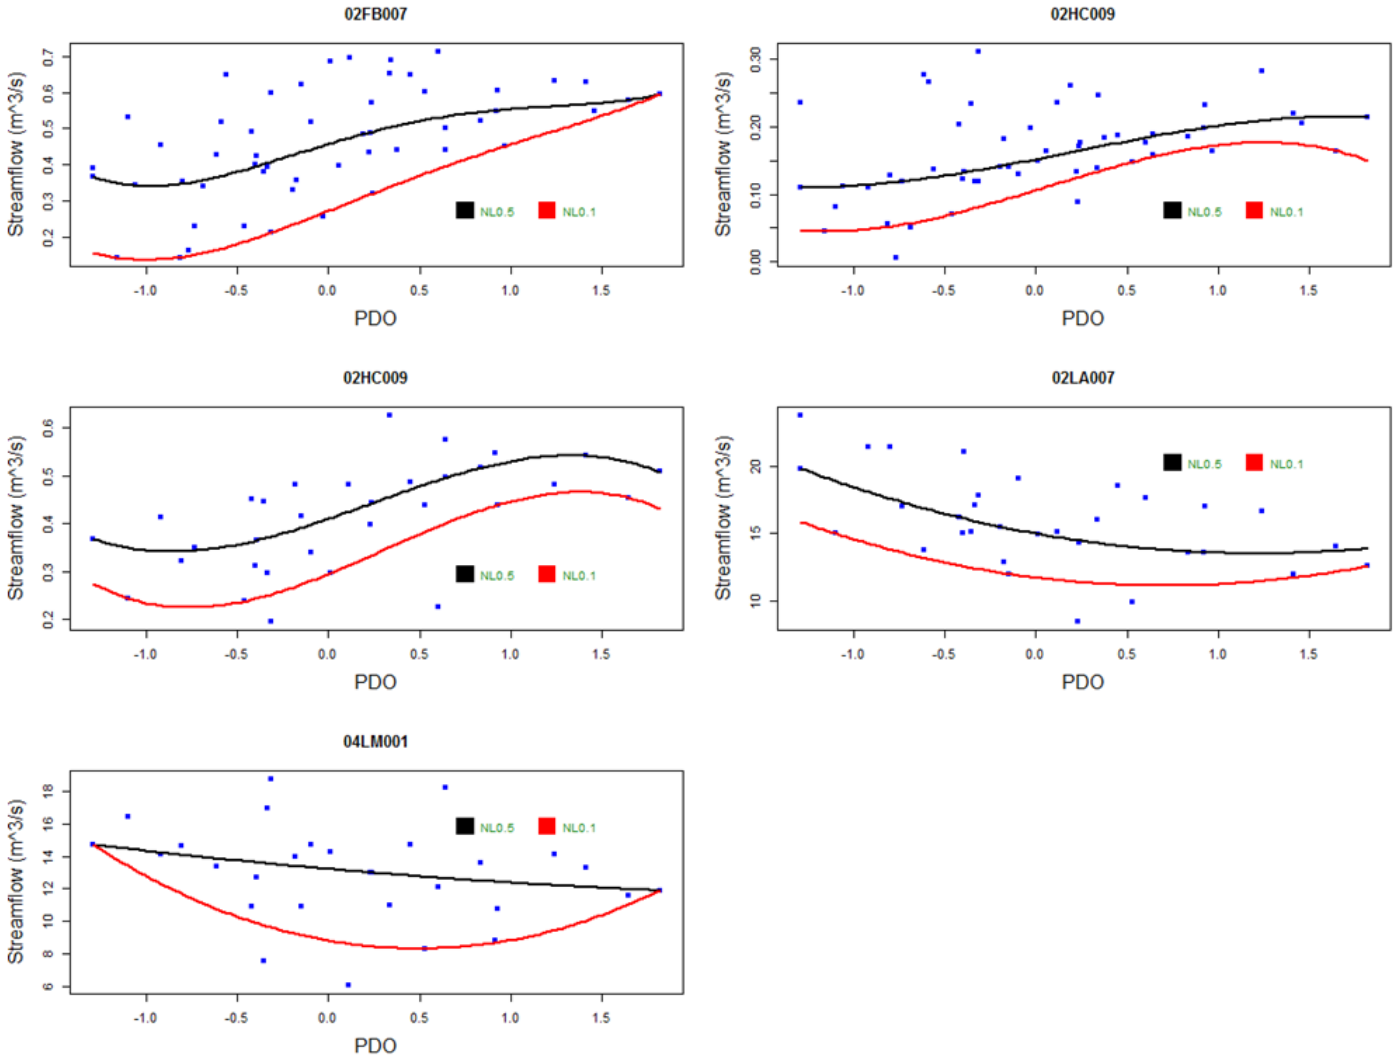 02FB007
Streamflow (m^3/s)
0.7
0.6
0.5
0.4
0.3
0.2
NL0.5 NL0.1
-1.0 -0.5 0.0 0.5 1.0 1.5
PDO
02HC009
Streamflow (m^3/s)
0.30
0.20
0.10
0.00
NL0.5 NL0.1
-1.0 -0.5 0.0 0.5 1.0 1.5
PDO
02HC009
Streamflow (m^3/s)
0.6
0.5
0.4
0.3
0.2
NL0.5 NL0.1
-1.0 -0.5 0.0 0.5 1.0 1.5
PDO
02LA007
Streamflow (m^3/s)
20
15
10
NL0.5 NL0.1
-1.0 -0.5 0.0 0.5 1.0 1.5
PDO
04LM001
Streamflow (m^3/s)
18
16
14
12
10
8
6
NL0.5 NL0.1
-1.0 -0.5 0.0 0.5 1.0 1.5
PDO